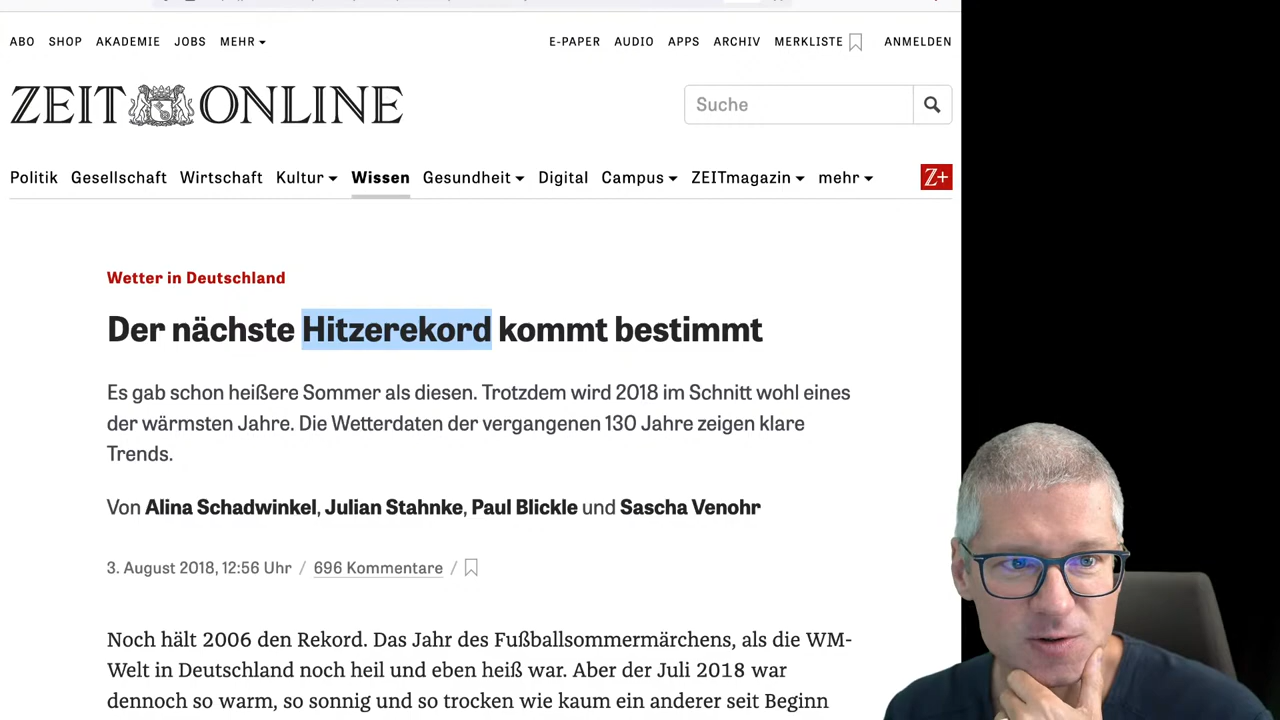 ABO SHOP AKADEMIE JOBS MEHR E-PAPER AUDIO APPS ARCHIV MERKLISTE ANMELDEN
ZEIT ONLINE
Suche
Politik Gesellschaft Wirtschaft Kultur Wissen Gesundheit Digital Campus ZEITmagazin mehr Z+
Wetter in Deutschland
Der nächste Hitzerekord kommt bestimmt
Es gab schon heißere Sommer als diesen. Trotzdem wird 2018 im Schnitt wohl eines
der wärmsten Jahre. Die Wetterdaten der vergangenen 130 Jahre zeigen klare
Trends.
Von Alina Schadwinkel, Julian Stahnke, Paul Blickle und Sascha Venohr
3. August 2018, 12:56 Uhr / 696 Kommentare /
Noch hält 2006 den Rekord. Das Jahr des Fußballsommermärchens, als die WM-
Welt in Deutschland noch heil und eben heiß war. Aber der Juli 2018 war
dennoch so warm, so sonnig und so trocken wie kaum ein anderer seit Beginn